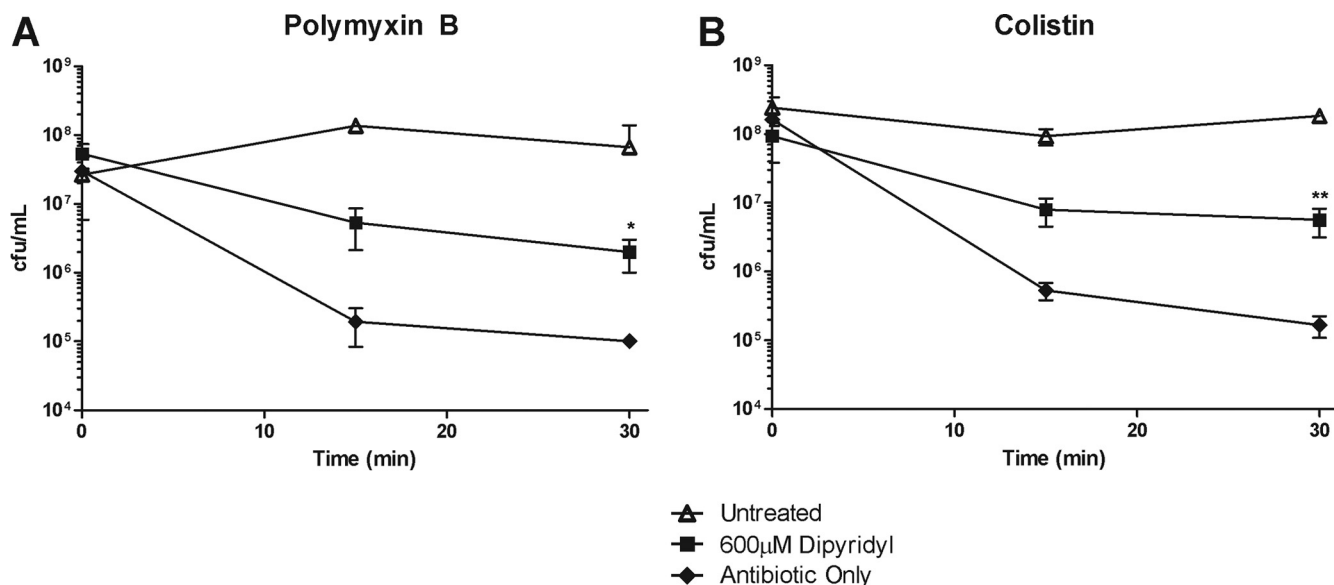 A
Polymyxin B
10⁹
10⁸
10⁷
10⁶
10⁵
10⁴
cfu/mL
*
0
10
20
30
Time (min)
B
Colistin
10⁹
10⁸
10⁷
10⁶
10⁵
10⁴
cfu/mL
**
0
10
20
30
Time (min)
Untreated
600μM Dipyridyl
Antibiotic Only